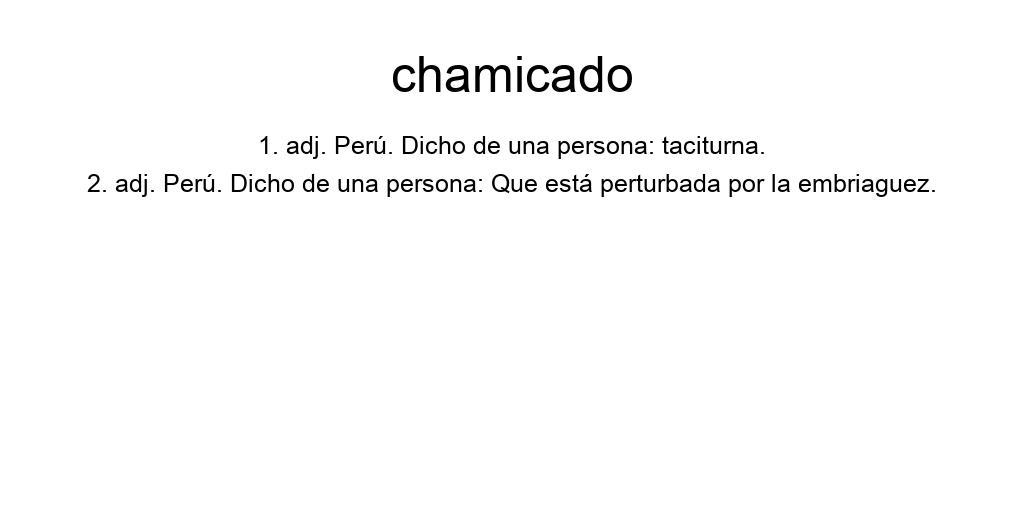 chamicado
1. adj. Perú. Dicho de una persona: taciturna.
2. adj. Perú. Dicho de una persona: Que está perturbada por la embriaguez.